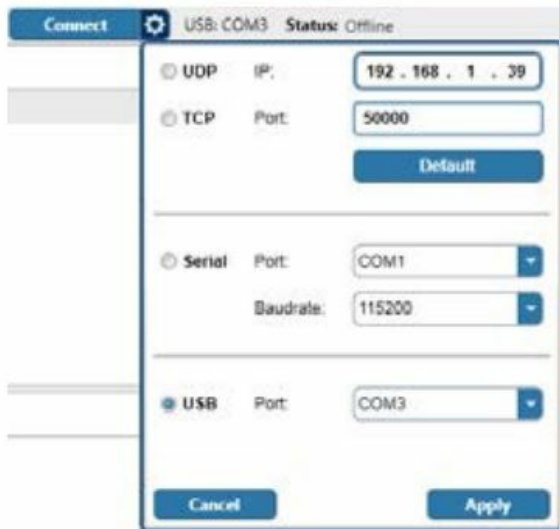 Connect USB: COM3 Status: Offline
UDP IP: 192 . 168 . 1 . 39
TCP Port: 50000
Default
Serial Port: COM1
Baudrate: 115200
USB Port: COM3
Cancel Apply